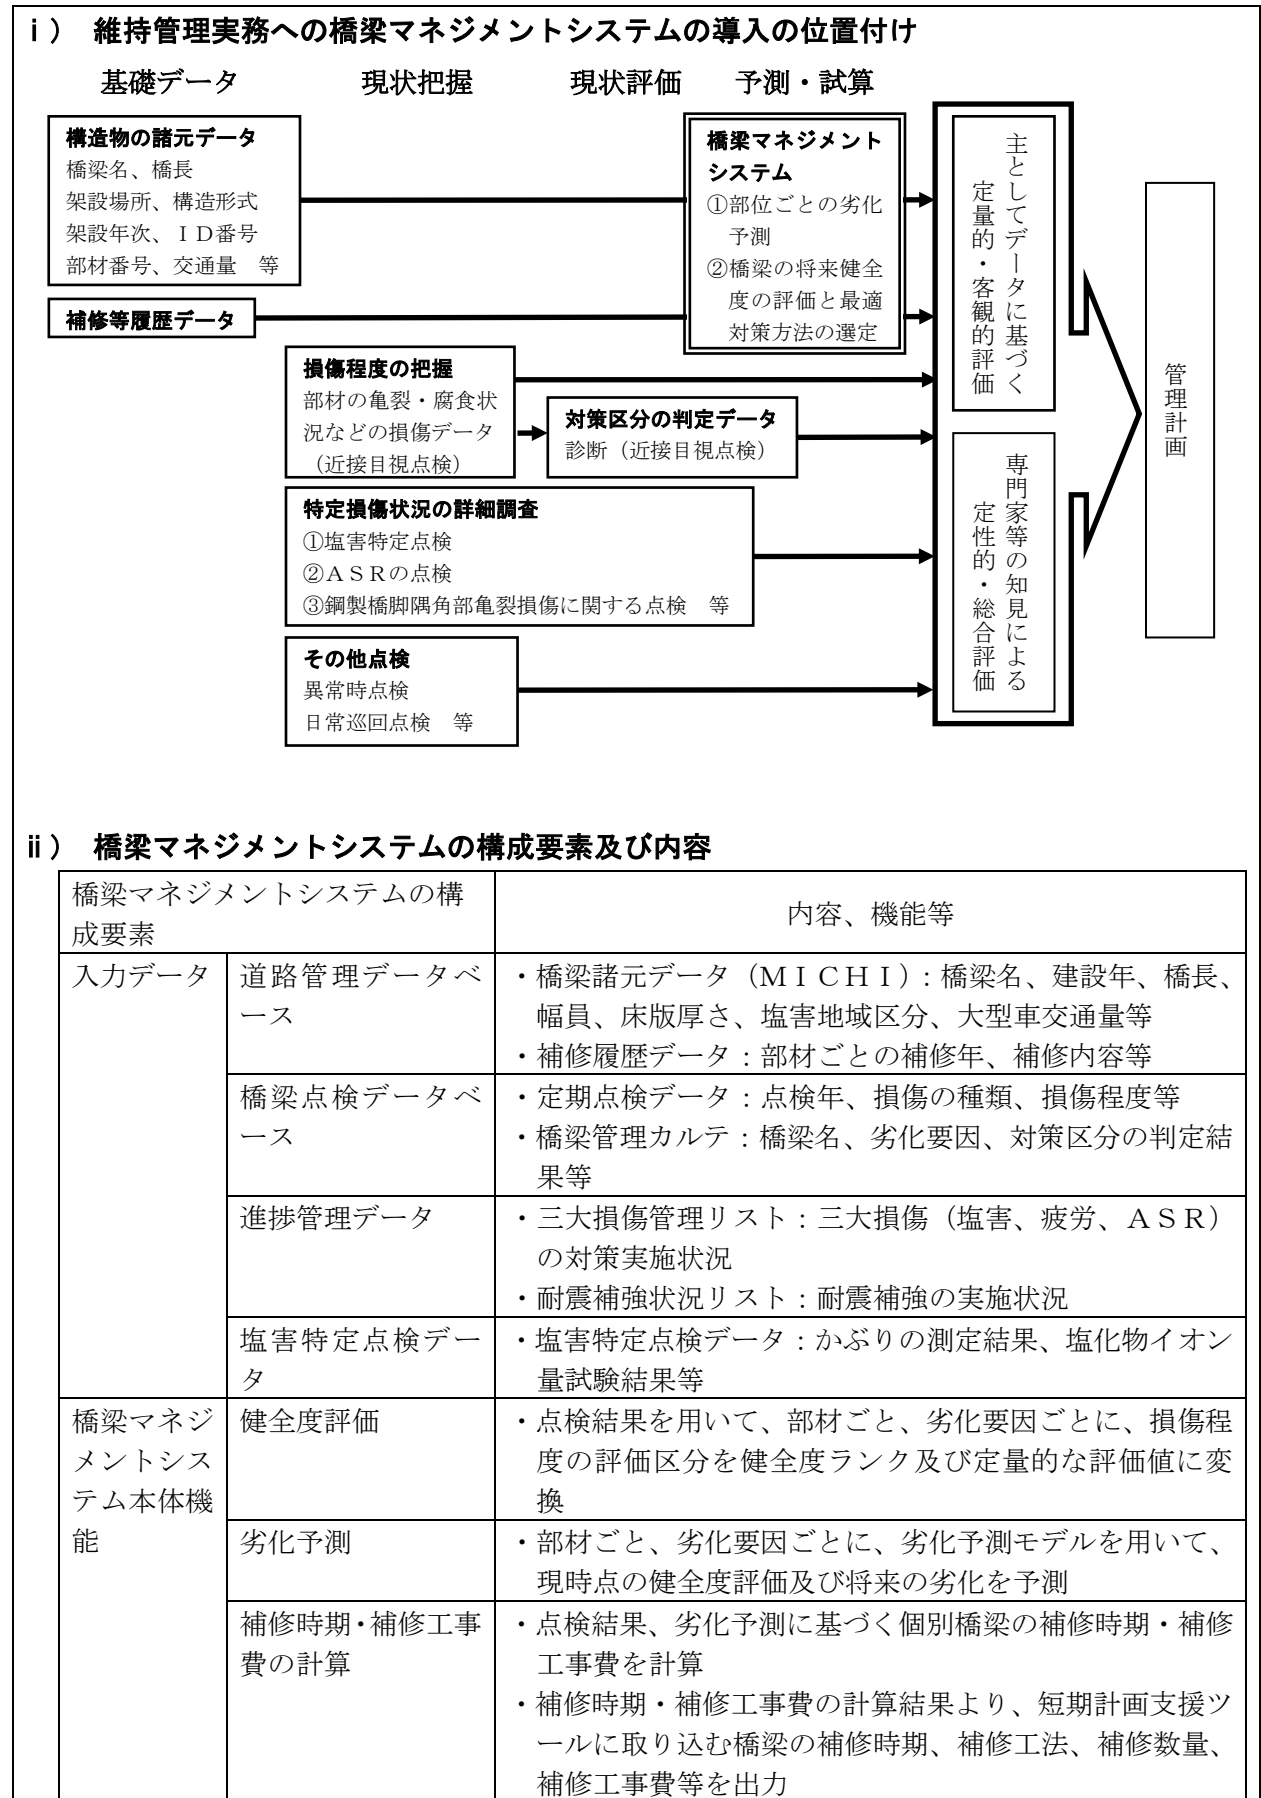 ⅰ） 維持管理実務への橋梁マネジメントシステムの導入の位置付け
基礎データ 現状把握 現状評価 予測・試算
構造物の諸元データ
橋梁名、橋長
架設場所、構造形式
架設年次、ＩＤ番号
部材番号、交通量 等
補修等履歴データ
橋梁マネジメント
システム
①部位ごとの劣化
予測
②橋梁の将来健全
度の評価と最適
対策方法の選定
損傷程度の把握
部材の亀裂・腐食状
況などの損傷データ
（近接目視点検）
対策区分の判定データ
診断（近接目視点検）
特定損傷状況の詳細調査
①塩害特定点検
②ＡＳＲの点検
③鋼製橋脚隅角部亀裂損傷に関する点検 等
その他点検
異常時点検
日常巡回点検 等
主としてデータに基づく
定量的・客観的評価
専門家等の知見による
定性的・総合評価
管理計画
ⅱ） 橋梁マネジメントシステムの構成要素及び内容
橋梁マネジメントシステムの構
成要素
内容、機能等
入力データ
道路管理データベ
ース
・橋梁諸元データ（ＭＩＣＨＩ）：橋梁名、建設年、橋長、
幅員、床版厚さ、塩害地域区分、大型車交通量等
・補修履歴データ：部材ごとの補修年、補修内容等
橋梁点検データベ
ース
・定期点検データ：点検年、損傷の種類、損傷程度等
・橋梁管理カルテ：橋梁名、劣化要因、対策区分の判定結
果等
進捗管理データ
・三大損傷管理リスト：三大損傷（塩害、疲労、ＡＳＲ）
の対策実施状況
・耐震補強状況リスト：耐震補強の実施状況
塩害特定点検デー
タ
・塩害特定点検データ：かぶりの測定結果、塩化物イオン
量試験結果等
橋梁マネジ
メントシス
テム本体機
能
健全度評価
・点検結果を用いて、部材ごと、劣化要因ごとに、損傷程
度の評価区分を健全度ランク及び定量的な評価値に変
換
劣化予測
・部材ごと、劣化要因ごとに、劣化予測モデルを用いて、
現時点の健全度評価及び将来の劣化を予測
補修時期・補修工事
費の計算
・点検結果、劣化予測に基づく個別橋梁の補修時期・補修
工事費を計算
・補修時期・補修工事費の計算結果より、短期計画支援ツ
ールに取り込む橋梁の補修時期、補修工法、補修数量、
補修工事費等を出力